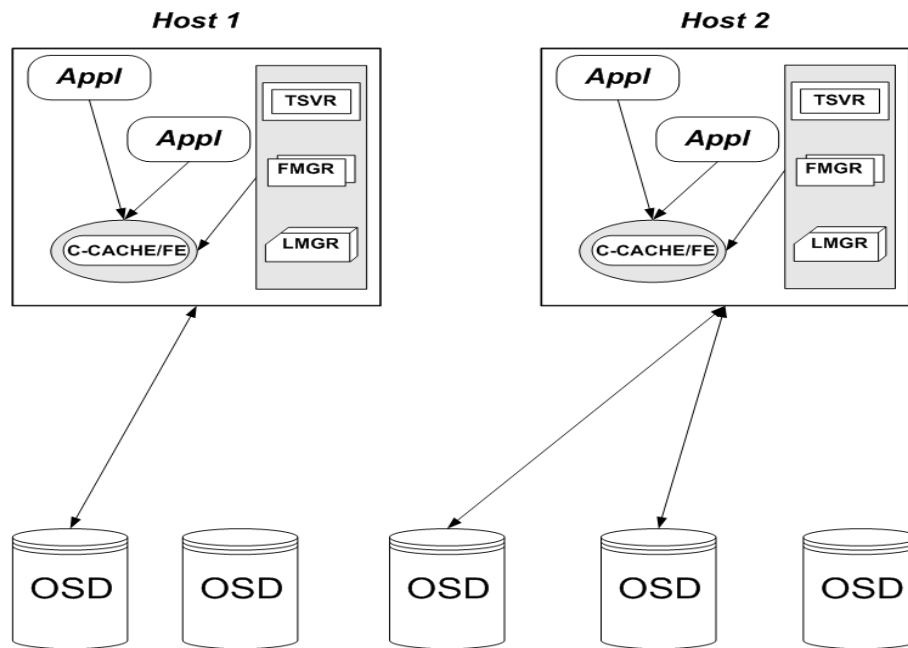 Host 1
Host 2
Appl
TSVR
Appl
FMGR
C-CACHE/FE
LMGR
Appl
TSVR
Appl
FMGR
C-CACHE/FE
LMGR
OSD
OSD
OSD
OSD
OSD